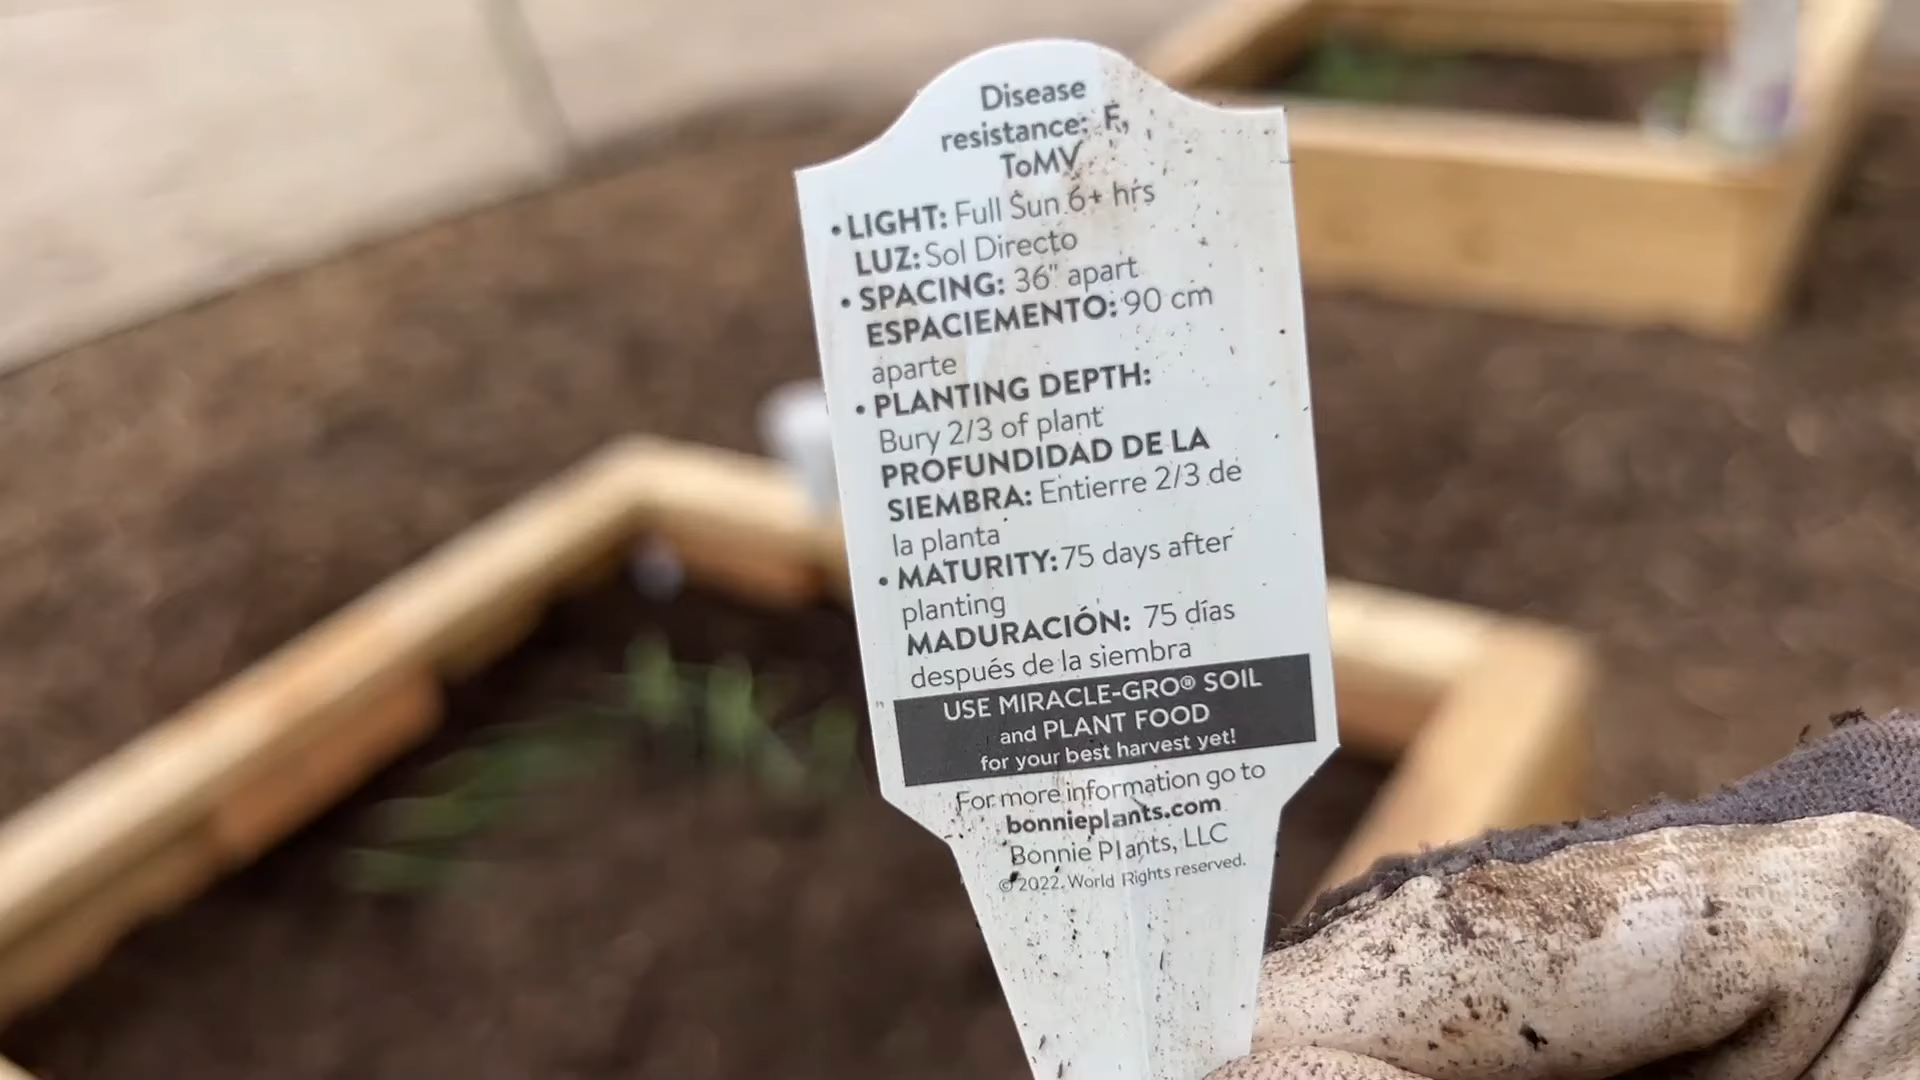 Disease
resistance: F,
ToMV
• LIGHT: Full Sun 6+ hrs
LUZ: Sol Directo
• SPACING: 36" apart
ESPACIEMENTO: 90 cm
aparte
• PLANTING DEPTH:
Bury 2/3 of plant
PROFUNDIDAD DE LA
SIEMBRA: Entierre 2/3 de
la planta
• MATURITY: 75 days after
planting
MADURACIÓN: 75 días
después de la siembra
USE MIRACLE-GRO® SOIL
and PLANT FOOD
for your best harvest yet!
For more information go to
bonnieplants.com
Bonnie Plants, LLC
© 2022. World Rights reserved.